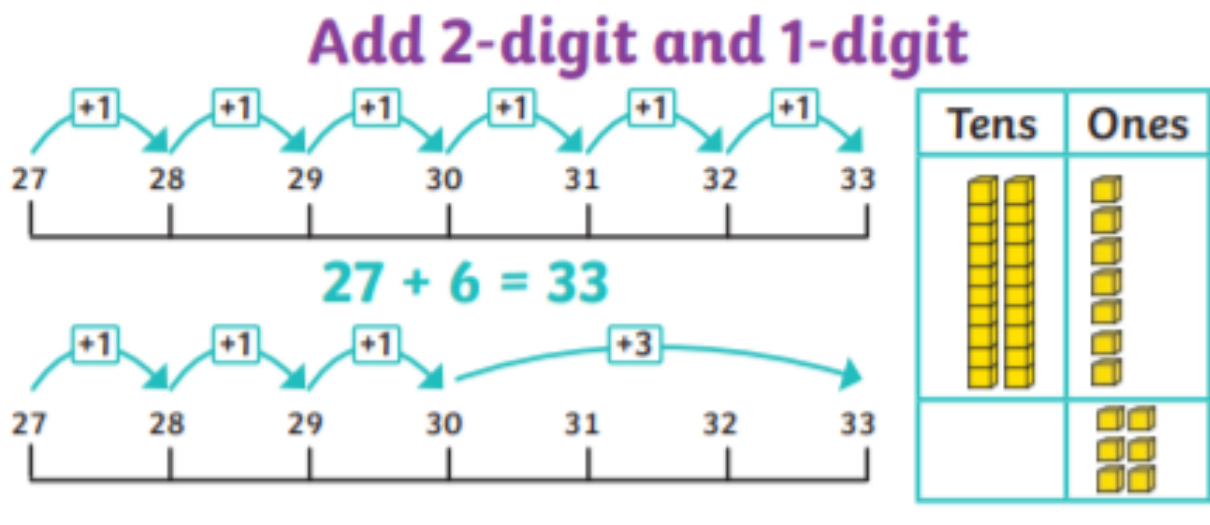 Add 2-digit and 1-digit
+1 +1 +1 +1 +1 +1
27 28 29 30 31 32 33
27 + 6 = 33
+1 +1 +1 +3
27 28 29 30 31 32 33
Tens Ones